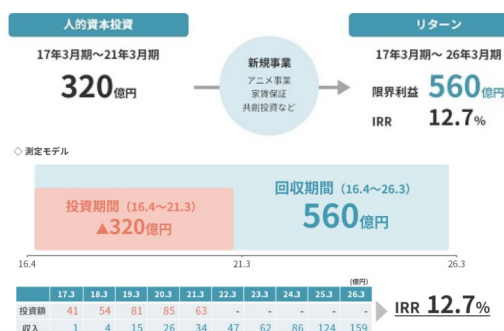 人的資本投資
リターン
17年3月期〜21年3月期
320億円
新規事業
アニメ事業
家賃保証
共創投資など
17年3月期〜 26年3月期
限界利益 560億円
IRR 12.7%
◇ 測定モデル
投資期間（16.4〜21.3）
▲320億円
回収期間（16.4〜26.3）
560億円
16.4 21.3 26.3
(億円)
17.3 18.3 19.3 20.3 21.3 22.3 23.3 24.3 25.3 26.3
投資額 41 54 81 85 63 - - - - -
収入 1 4 15 26 34 47 62 86 124 159
IRR 12.7%